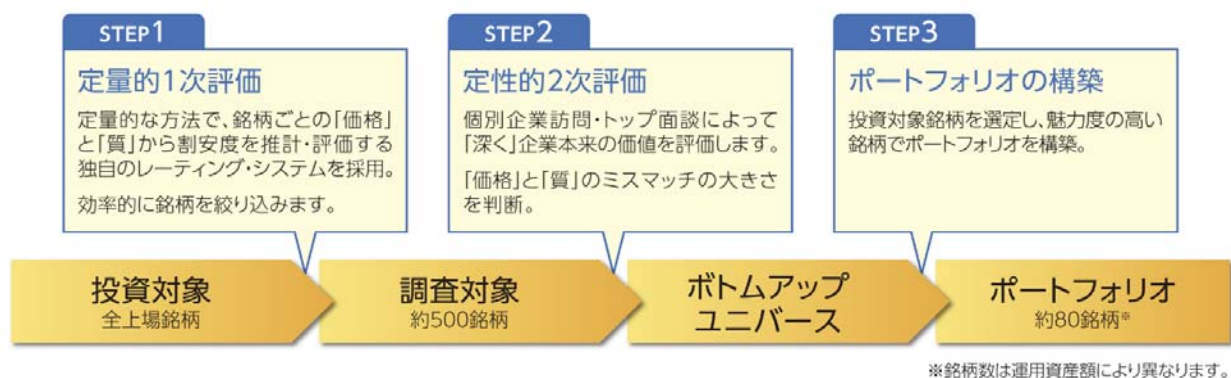 STEP1
定量的1次評価
定量的な方法で、銘柄ごとの「価格」
と「質」から割安度を推計・評価する
独自のレーティング・システムを採用。
効率的に銘柄を絞り込みます。
STEP2
定性的2次評価
個別企業訪問・トップ面談によって
「深く」企業本来の価値を評価します。
「価格」と「質」のミスマッチの大きさ
を判断。
STEP3
ポートフォリオの構築
投資対象銘柄を選定し、魅力度の高い
銘柄でポートフォリオを構築。
投資対象
全上場銘柄
調査対象
約500銘柄
ボトムアップ
ユニバース
ポートフォリオ
約80銘柄※
※銘柄数は運用資産額により異なります。